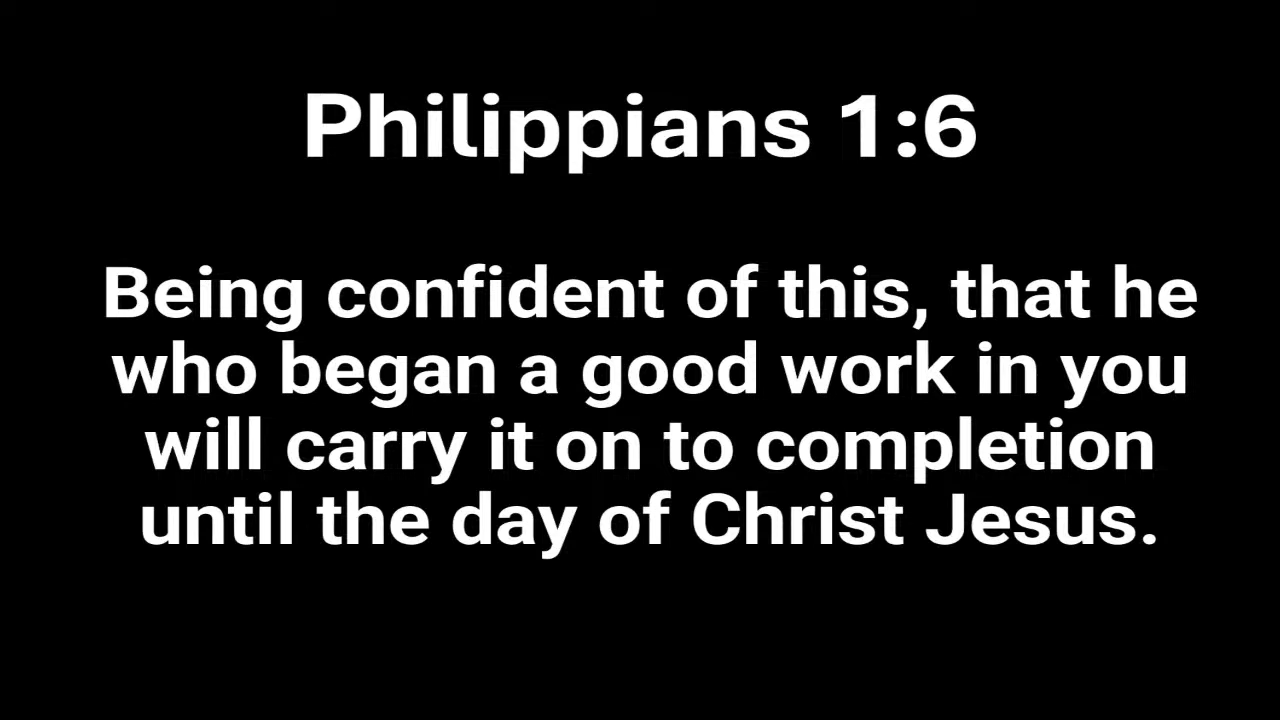 Philippians 1:6
Being confident of this, that he
who began a good work in you
will carry it on to completion
until the day of Christ Jesus.